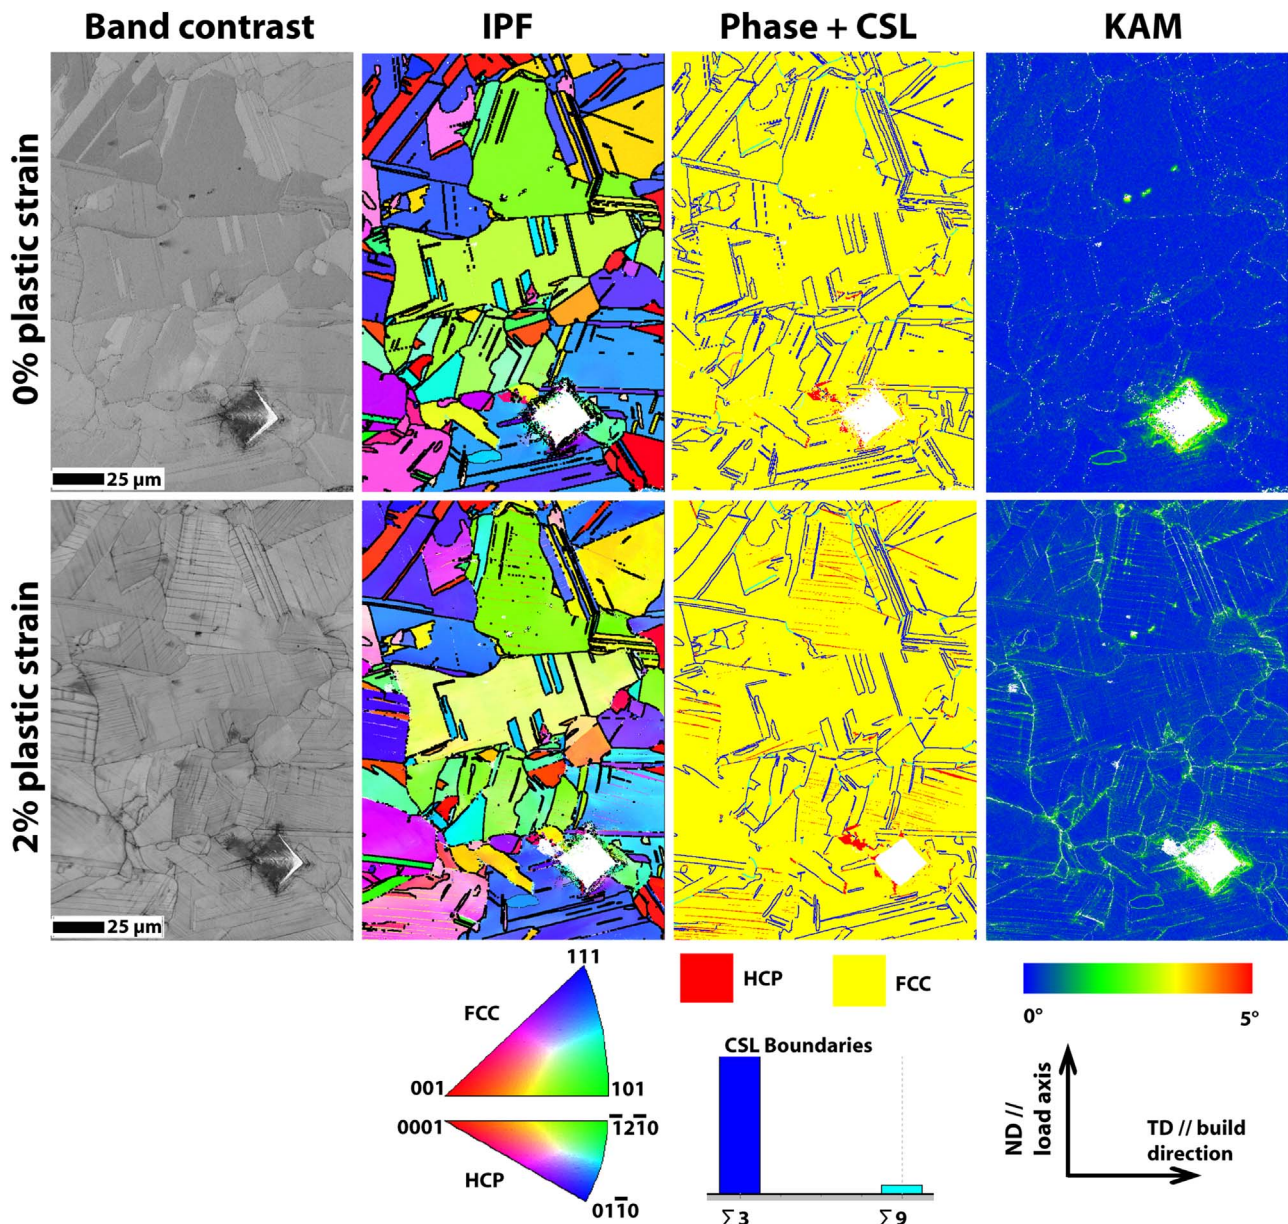 Band contrast
IPF
Phase + CSL
KAM
0% plastic strain
25 µm
2% plastic strain
25 µm
111
FCC
001
101
0001
1̅21̅0
HCP
011̅0
HCP
FCC
CSL Boundaries
∑3
∑9
0°
5°
ND //
load axis
TD // build
direction